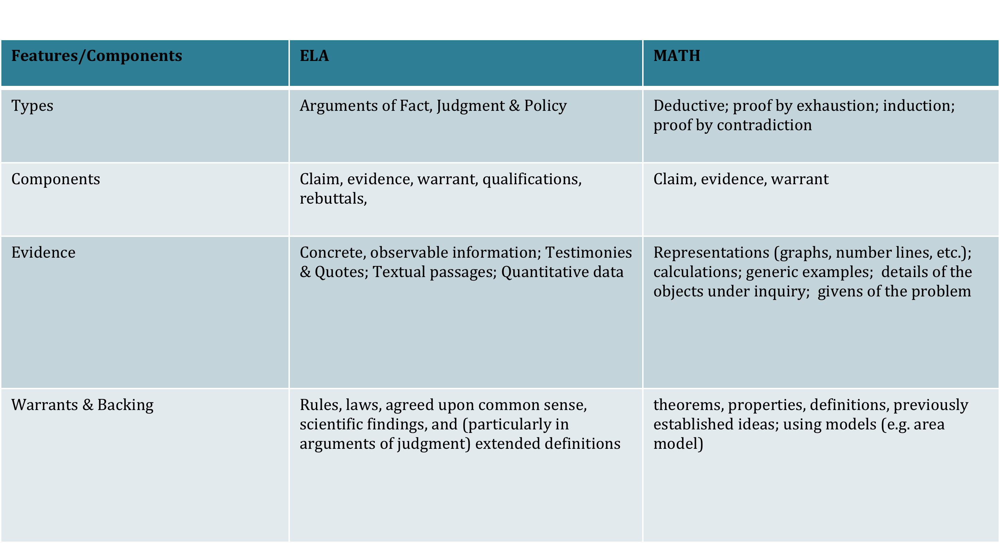 Features/Components
ELA
MATH
Types
Arguments of Fact, Judgment & Policy
Deductive; proof by exhaustion; induction;
proof by contradiction
Components
Claim, evidence, warrant, qualifications,
rebuttals,
Claim, evidence, warrant
Evidence
Concrete, observable information; Testimonies
& Quotes; Textual passages; Quantitative data
Representations (graphs, number lines, etc.);
calculations; generic examples;  details of the
objects under inquiry;  givens of the problem
Warrants & Backing
Rules, laws, agreed upon common sense,
scientific findings, and (particularly in
arguments of judgment) extended definitions
theorems, properties, definitions, previously
established ideas; using models (e.g. area
model)